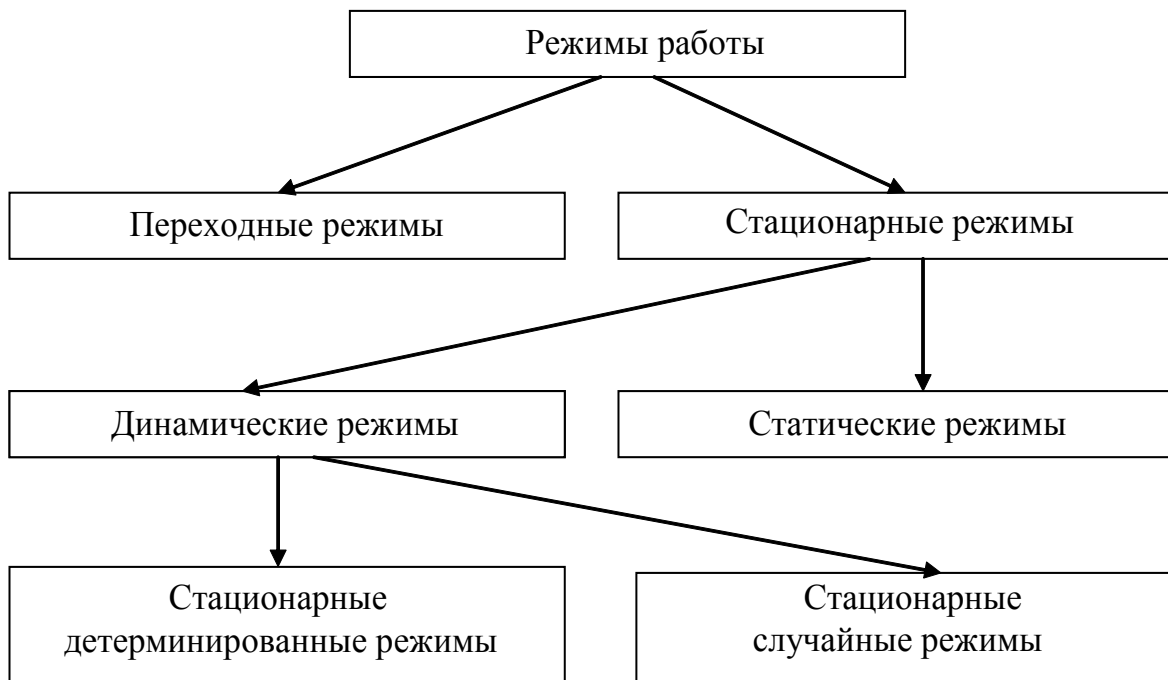 Режимы работы
Переходные режимы
Стационарные режимы
Динамические режимы
Статические режимы
Стационарные
детерминированные режимы
Стационарные
случайные режимы